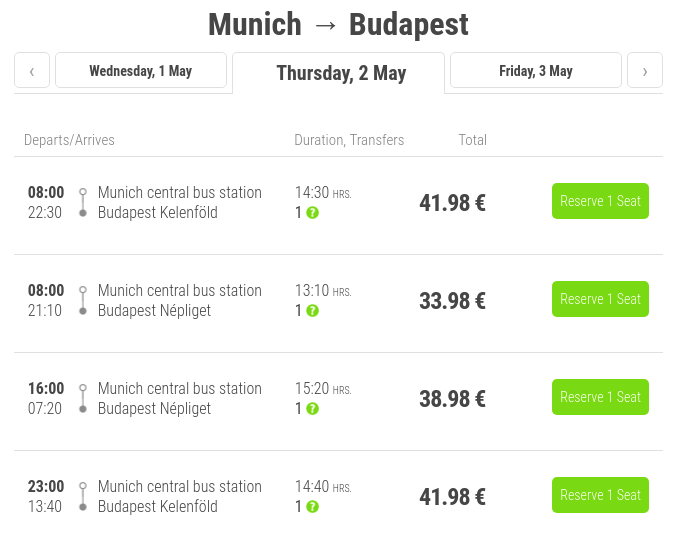 Munich → Budapest
‹ Wednesday, 1 May Thursday, 2 May Friday, 3 May ›
Departs/Arrives Duration, Transfers Total
08:00 Munich central bus station 14:30 HRS.
22:30 Budapest Kelenföld 1 ?
41.98 € Reserve 1 Seat
08:00 Munich central bus station 13:10 HRS.
21:10 Budapest Népliget 1 ?
33.98 € Reserve 1 Seat
16:00 Munich central bus station 15:20 HRS.
07:20 Budapest Népliget 1 ?
38.98 € Reserve 1 Seat
23:00 Munich central bus station 14:40 HRS.
13:40 Budapest Kelenföld 1 ?
41.98 € Reserve 1 Seat